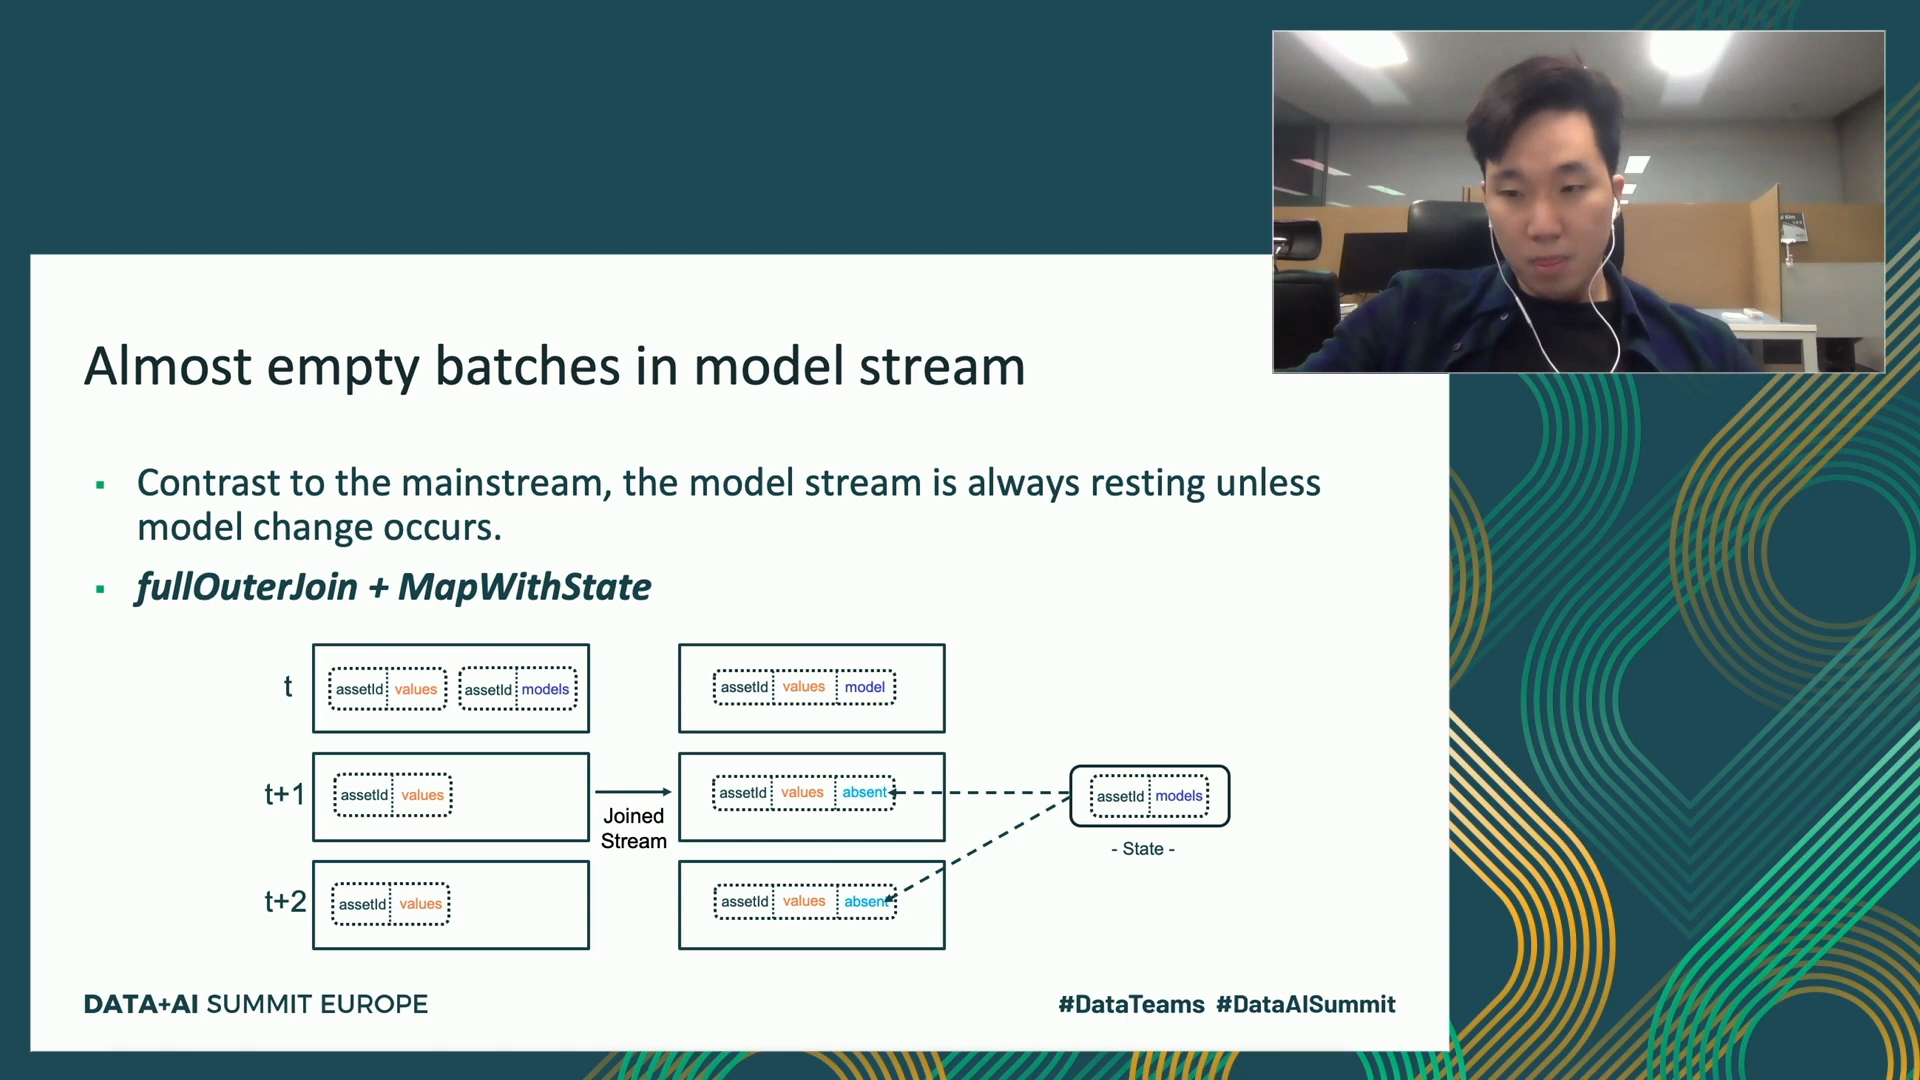 Almost empty batches in model stream
▪ Contrast to the mainstream, the model stream is always resting unless
model change occurs.
▪ fullOuterJoin + MapWithState
t
assetId values assetId models
assetId values model
t+1
assetId values
Joined
Stream
assetId values absent
assetId models
- State -
t+2
assetId values
assetId values absent
DATA+AI SUMMIT EUROPE
#DataTeams #DataAISummit